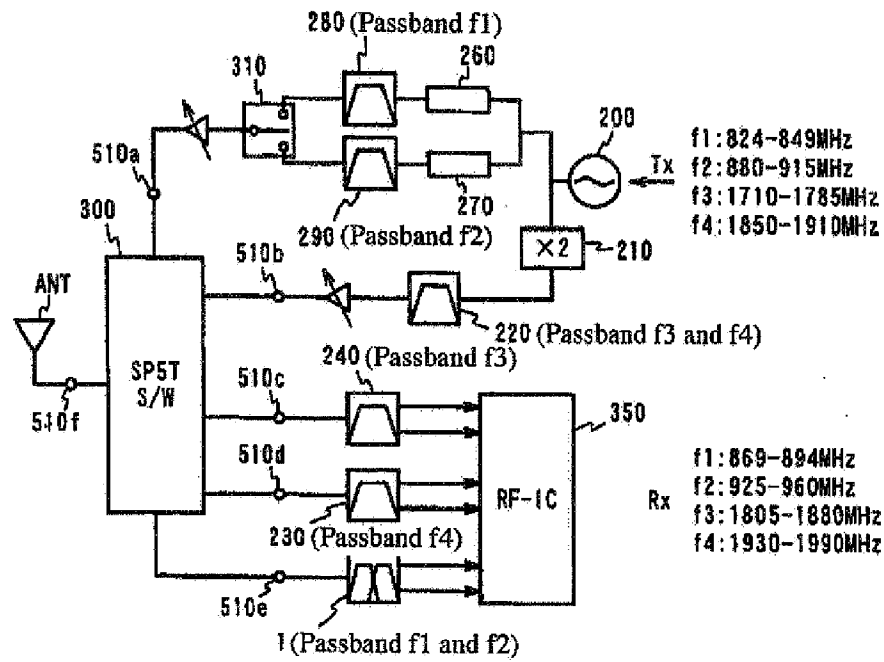 280 (Passband f1)
260
310
200
f1:824-849MHz
f2:880-915MHz
f3:1710-1785MHz
f4:1850-1910MHz
Tx
510a
270
290 (Passband f2)
300
510b
×2
210
ANT
220 (Passband f3 and f4)
240 (Passband f3)
SP5T
S/W
510c
350
510f
510d
RF-IC
Rx
f1:869-894MHz
f2:925-960MHz
f3:1805-1880MHz
f4:1930-1990MHz
230 (Passband f4)
510e
1 (Passband f1 and f2)